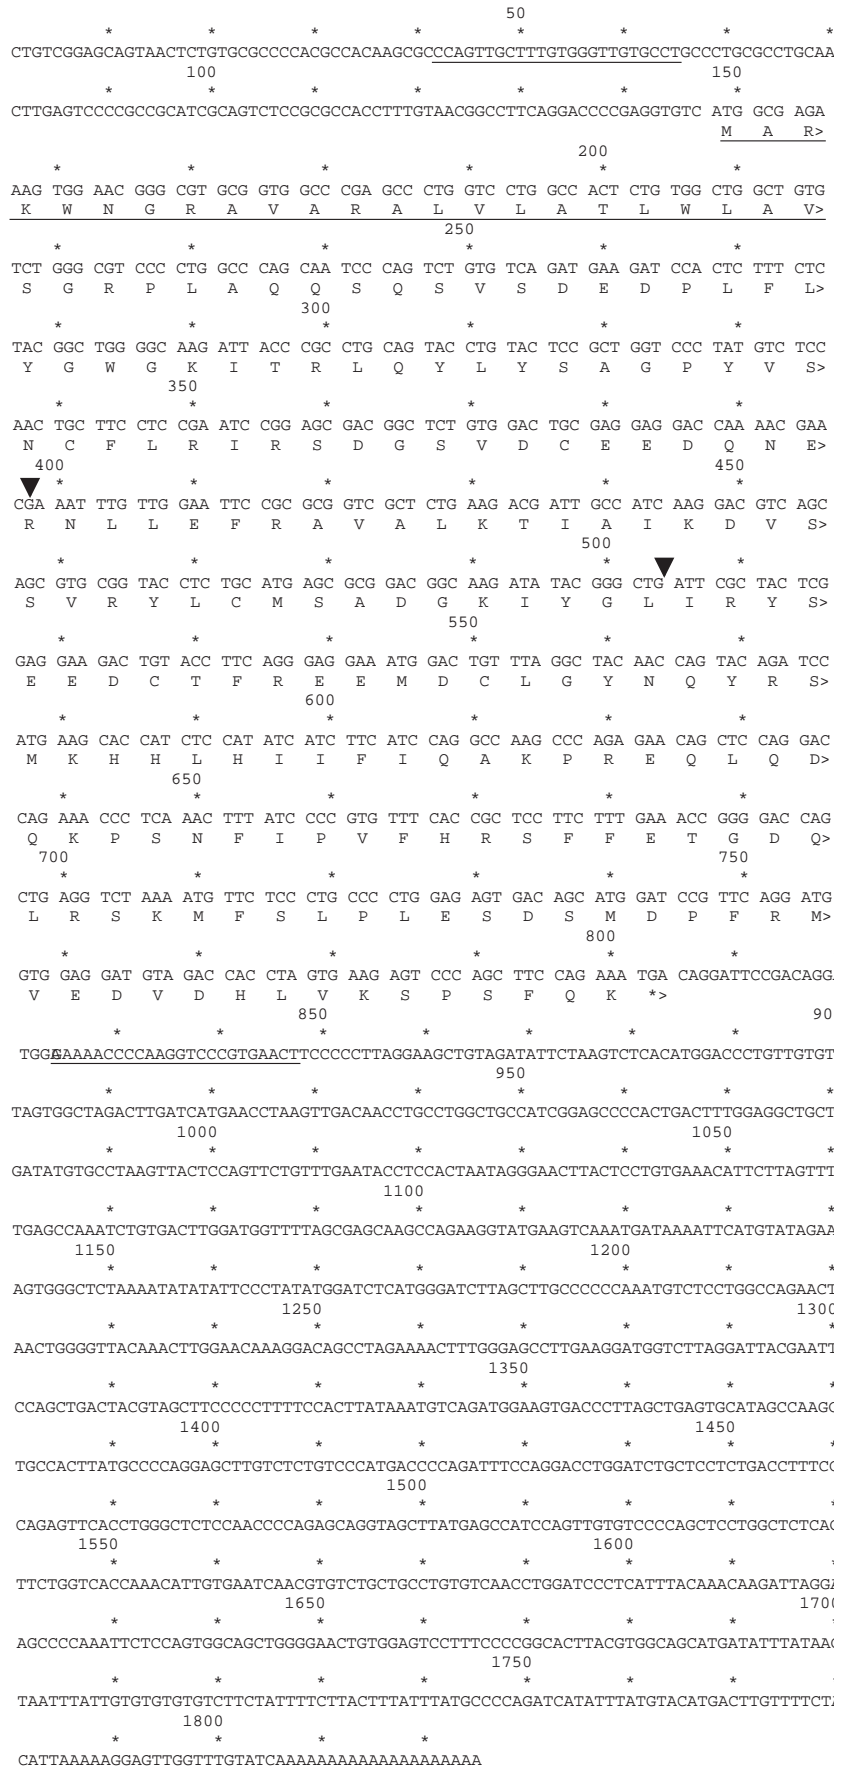 50
* * * * * * * *
CTGTCGGAGCAGTAACTCTGTGCGCCCCACGCCACAAGCGCCCAGTTGCTTTGTGGGTTGTGCCTGCCCTGCGCCTGCAA
100 150
* * * * * * *
CTTGAGTCCCCGCCGCATCGCAGTCTCCGCGCCACCTTTGTAACGGCCTTCAGGACCCCGAGGTGTC ATG GCG AGA
M A R>
200
* * * * * *
AAG TGG AAC GGG CGT GCG GTG GCC CGA GCC CTG GTC CTG GCC ACT CTG TGG CTG GCT GTG
K W N G R A V A R A L V L A T L W L A V>
250
* * * * * *
TCT GGG CGT CCC CTG GCC CAG CAA TCC CAG TCT GTG TCA GAT GAA GAT CCA CTC TTT CTC
S G R P L A Q Q S Q S V S D E D P L F L>
300
* * * * * *
TAC GGC TGG GGC AAG ATT ACC CGC CTG CAG TAC CTG TAC TCC GCT GGT CCC TAT GTC TCC
Y G W G K I T R L Q Y L Y S A G P Y V S>
350
* * * * * *
AAC TGC TTC CTC CGA ATC CGG AGC GAC GGC TCT GTG GAC TGC GAG GAG GAC CAA AAC GAA
N C F L R I R S D G S V D C E E D Q N E>
400 450
* * * * * *
CGA AAT TTG TTG GAA TTC CGC GCG GTC GCT CTG AAG ACG ATT GCC ATC AAG GAC GTC AGC
R N L L E F R A V A L K T I A I K D V S>
500
* * * * * *
AGC GTG CGG TAC CTC TGC ATG AGC GCG GAC GGC AAG ATA TAC GGG CTG ATT CGC TAC TCG
S V R Y L C M S A D G K I Y G L I R Y S>
550
* * * * * *
GAG GAA GAC TGT ACC TTC AGG GAG GAA ATG GAC TGT TTA GGC TAC AAC CAG TAC AGA TCC
E E D C T F R E E M D C L G Y N Q Y R S>
600
* * * * * *
ATG AAG CAC CAT CTC CAT ATC ATC TTC ATC CAG GCC AAG CCC AGA GAA CAG CTC CAG GAC
M K H H L H I I F I Q A K P R E Q L Q D>
650
* * * * * *
CAG AAA CCC TCA AAC TTT ATC CCC GTG TTT CAC CGC TCC TTC TTT GAA ACC GGG GAC CAG
Q K P S N F I P V F H R S F F E T G D Q>
700 750
* * * * * *
CTG AGG TCT AAA ATG TTC TCC CTG CCC CTG GAG AGT GAC AGC ATG GAT CCG TTC AGG ATG
L R S K M F S L P L E S D S M D P F R M>
800
* * * * * *
GTG GAG GAT GTA GAC CAC CTA GTG AAG AGT CCC AGC TTC CAG AAA TGA CAGGATTCCGACAGG
V E D V D H L V K S P S F Q K *>
850 90
* * * * * * *
TGGAGAAAACCCCAAGGTCCCGTGAACTTCCCCCTTAGGAAGCTGTAGATATTCTAAGTCTCACATGGACCCTGTTGTGT
950
* * * * * * * *
TAGTGGCTAGACTTGATCATGAACCTAAGTTGACAACCTGCCTGGCTGCCATCGGAGCCCCACTGACTTTGGAGGCTGCT
1000 1050
* * * * * * * *
GATATGTGCCTAAGTTACTCCAGTTCTGTTTGAATACCTCCACTAATAGGGAACTTACTCCTGTGAAACATTCTTAGTTT
1100
* * * * * * * *
TGAGCCAAATCTGTGACTTGGATGGTTTTAGCGAGCAAGCCAGAAGGTATGAAGTCAAATGATAAAATTCATGTATAGAA
1150 1200
* * * * * * * *
AGTGGGCTCTAAAATATATATTCCCTATATGGATCTCATGGGATCTTAGCTTGCCCCCCAAATGTCTCCTGGCCAGAACT
1250 1300
* * * * * * * *
AACTGGGGTTACAAACTTGGAACAAAGGACAGCCTAGAAAACTTTGGGAGCCTTGAAGGATGGTCTTAGGATTACGAATT
1350
* * * * * * * *
CCAGCTGACTACGTAGCTTCCCCCTTTTCCACTTATAAATGTCAGATGGAAGTGACCCTTAGCTGAGTGCATAGCCAAGG
1400 1450
* * * * * * * *
TGCCACTTATGCCCCAGGAGCTTGTCTCTGTCCCATGACCCCAGATTTCCAGGACCTGGATCTGCTCCTCTGACCTTTCC
1500
* * * * * * * *
CAGAGTTCACCTGGGCTCTCCAACCCCAGAGCAGGTAGCTTATGAGCCATCCAGTTGTGTCCCCAGCTCCTGGCTCTCAG
1550 1600
* * * * * * * *
TTCTGGTCACCAAACATTGTGAATCAACGTGTCTGCTGCCTGTGTCAACCTGGATCCCTCATTTACAAACAAGATTAGGA
1650 1700
* * * * * * * *
AGCCCCAAATTCTCCAGTGGCAGCTGGGGAACTGTGGAGTCCTTTCCCCGGCACTTACGTGGCAGCATGATATTTATAAG
1750
* * * * * * *
TAATTTATTGTGTGTGTGTCTTCTATTTTCTTACTTTATTTATGCCCCAGATCATATTTATGTACATGACTTGTTTTCT
1800
* * * *
CATTAAAAAGGAGTTGGTTTGTATCAAAAAAAAAAAAAAAAAAAA